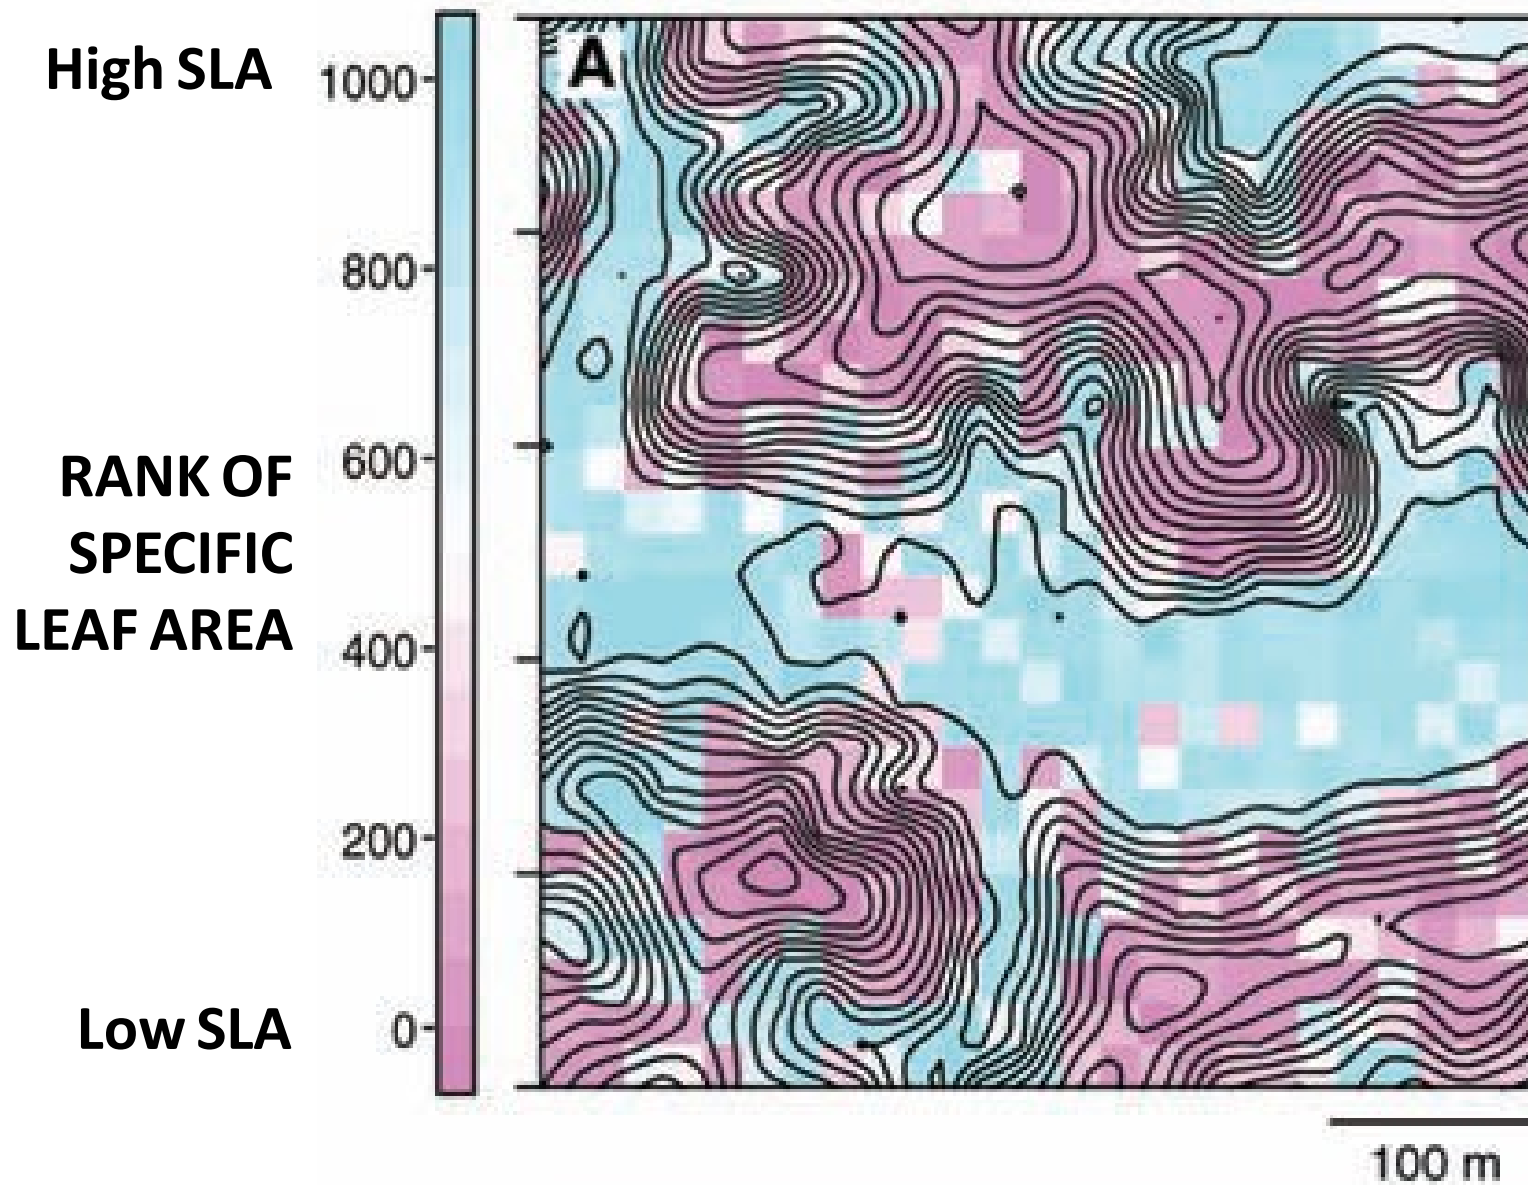 A
High SLA
1000
800
RANK OF
SPECIFIC
LEAF AREA
600
400
200
Low SLA
0
100 m